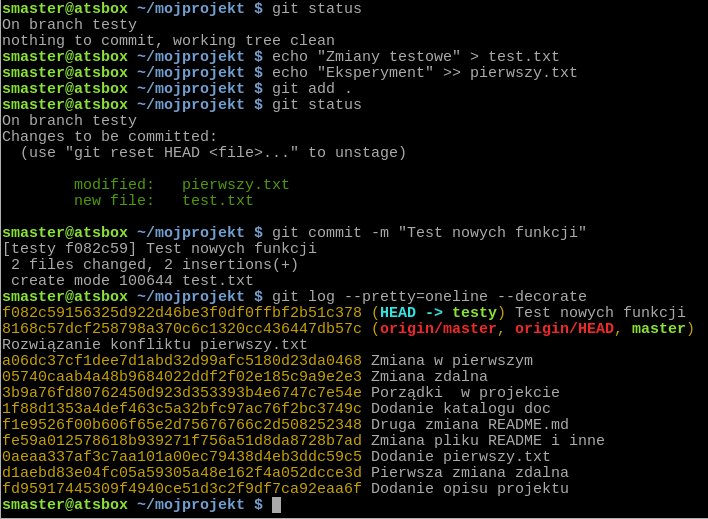 smaster@atsbox ~/mojprojekt $ git status
On branch testy
nothing to commit, working tree clean
smaster@atsbox ~/mojprojekt $ echo "Zmiany testowe" > test.txt
smaster@atsbox ~/mojprojekt $ echo "Eksperyment" >> pierwszy.txt
smaster@atsbox ~/mojprojekt $ git add .
smaster@atsbox ~/mojprojekt $ git status
On branch testy
Changes to be committed:
  (use "git reset HEAD <file>..." to unstage)

        modified:   pierwszy.txt
        new file:   test.txt

smaster@atsbox ~/mojprojekt $ git commit -m "Test nowych funkcji"
[testy f082c59] Test nowych funkcji
 2 files changed, 2 insertions(+)
 create mode 100644 test.txt
smaster@atsbox ~/mojprojekt $ git log --pretty=oneline --decorate
f082c59156325d922d46be3f0df0ffbf2b51c378 (HEAD -> testy) Test nowych funkcji
8168c57dcf258798a370c6c1320cc436447db57c (origin/master, origin/HEAD, master)
Rozwiązanie konfliktu pierwszy.txt
a06dc37cf1dee7d1abd32d99afc5180d23da0468 Zmiana w pierwszym
05740caab4a48b9684022ddf2f02e185c9a9e2e3 Zmiana zdalna
3b9a76fd80762450d923d353393b4e6747c7e54e Porządki  w projekcie
1f88d1353a4def463c5a32bfc97ac76f2bc3749c Dodanie katalogu doc
f1e9526f00b606f65e2d75676766c2d508252348 Druga zmiana README.md
fe59a012578618b939271f756a51d8da8728b7ad Zmiana pliku README i inne
0aeaa337af3c7aa101a00ec79438d4eb3ddc59c5 Dodanie pierwszy.txt
d1aebd83e04fc05a59305a48e162f4a052dcce3d Pierwsza zmiana zdalna
fd95917445309f4940ce51d3c2f9df7ca92eaa6f Dodanie opisu projektu
smaster@atsbox ~/mojprojekt $